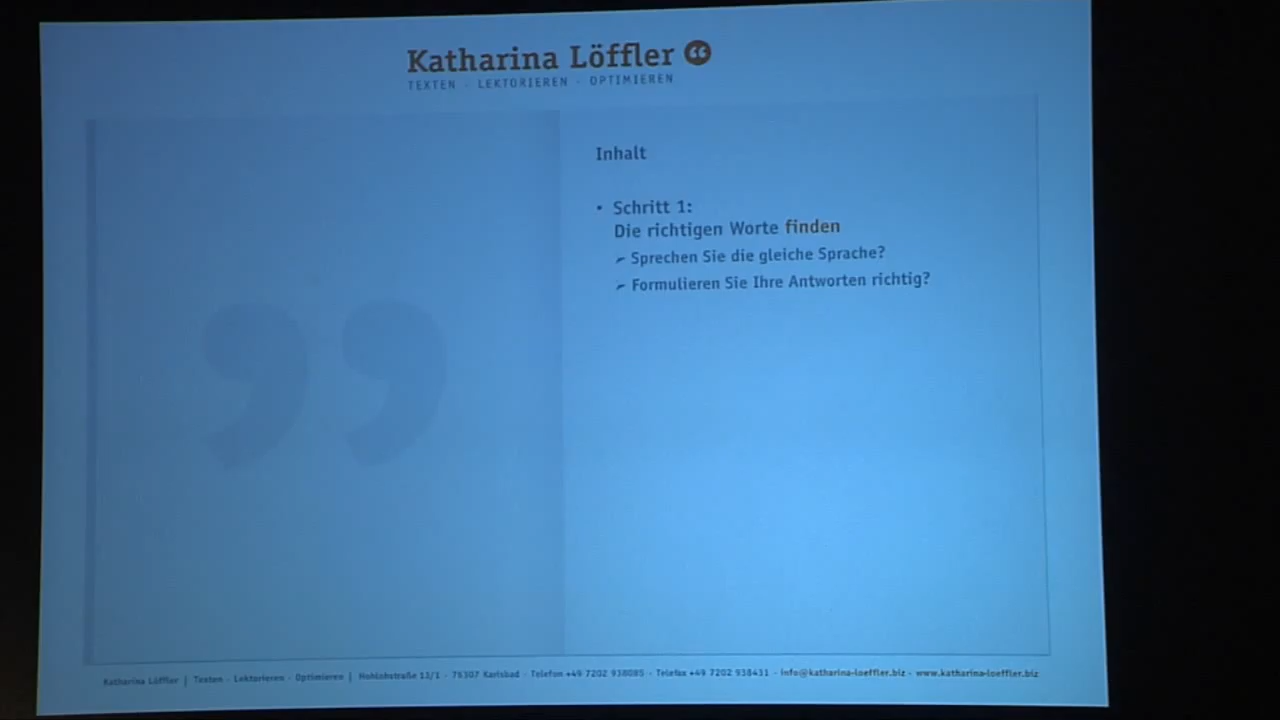 Katharina Löffler
TEXTEN - LEKTORIEREN - OPTIMIEREN
Inhalt
• Schritt 1:
Die richtigen Worte finden
Sprechen Sie die gleiche Sprache?
Formulieren Sie Ihre Antworten richtig?
Katharina Löffler | Texten - Lektorieren - Optimieren | Hohlohstraße 13/1 - 76307 Karlsbad - Telefon +49 7202 938085 - Telefax +49 7202 938431 - info@katharina-loeffler.biz - www.katharina-loeffler.biz